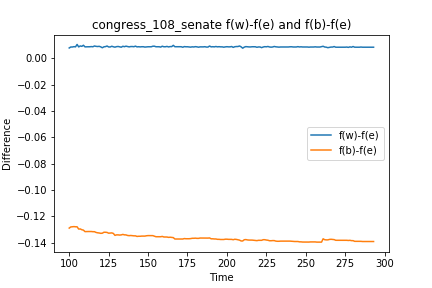 congress_108_senate f(w)-f(e) and f(b)-f(e)
0.00
−0.02
−0.04
−0.06
−0.08
−0.10
−0.12
−0.14
Difference
f(w)-f(e)
f(b)-f(e)
100 125 150 175 200 225 250 275 300
Time